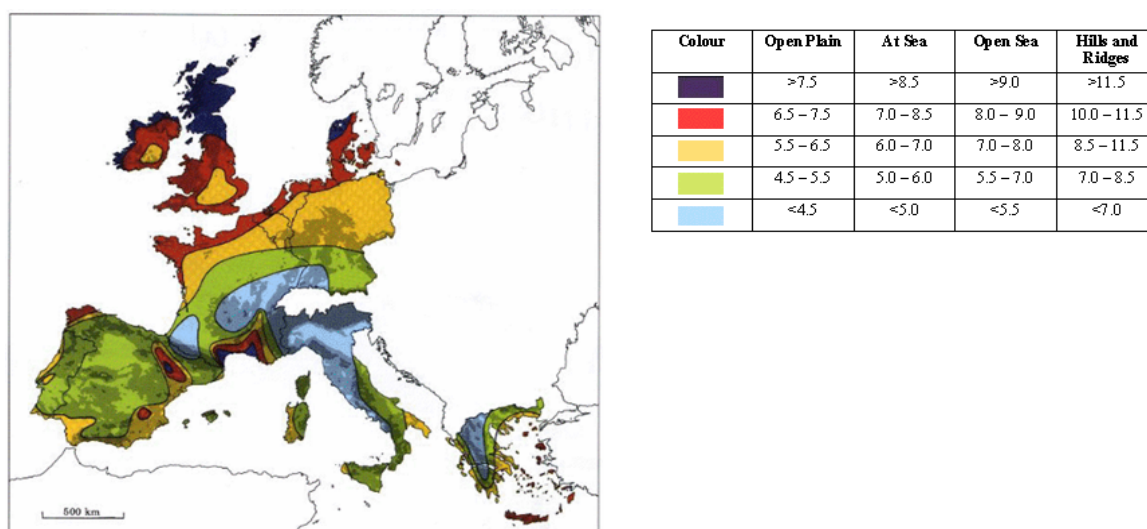 Colour Open Plain At Sea Open Sea Hills and
Ridges
>7.5 >8.5 >9.0 >11.5
6.5 – 7.5 7.0 – 8.5 8.0 – 9.0 10.0 – 11.5
5.5 – 6.5 6.0 – 7.0 7.0 – 8.0 8.5 – 11.5
4.5 – 5.5 5.0 – 6.0 5.5 – 7.0 7.0 – 8.5
<4.5 <5.0 <5.5 <7.0
500 km